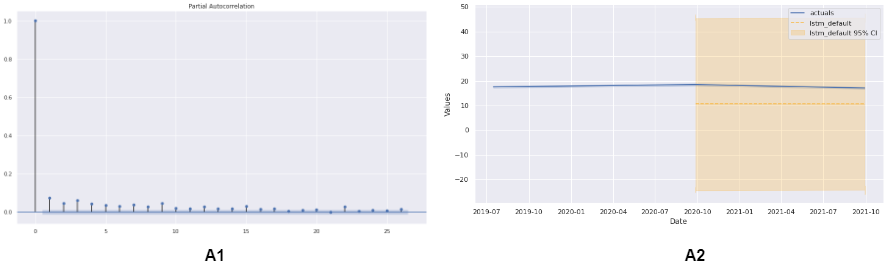 Partial Autocorrelation
1.0
0.8
0.6
0.4
0.2
0.0
0 5 10 15 20 25
A1
50
40
30
20
10
0
−10
−20
Values
actuals
lstm_default
lstm_default 95% CI
2019-07 2019-10 2020-01 2020-04 2020-07 2020-10 2021-01 2021-04 2021-07 2021-10
Date
A2